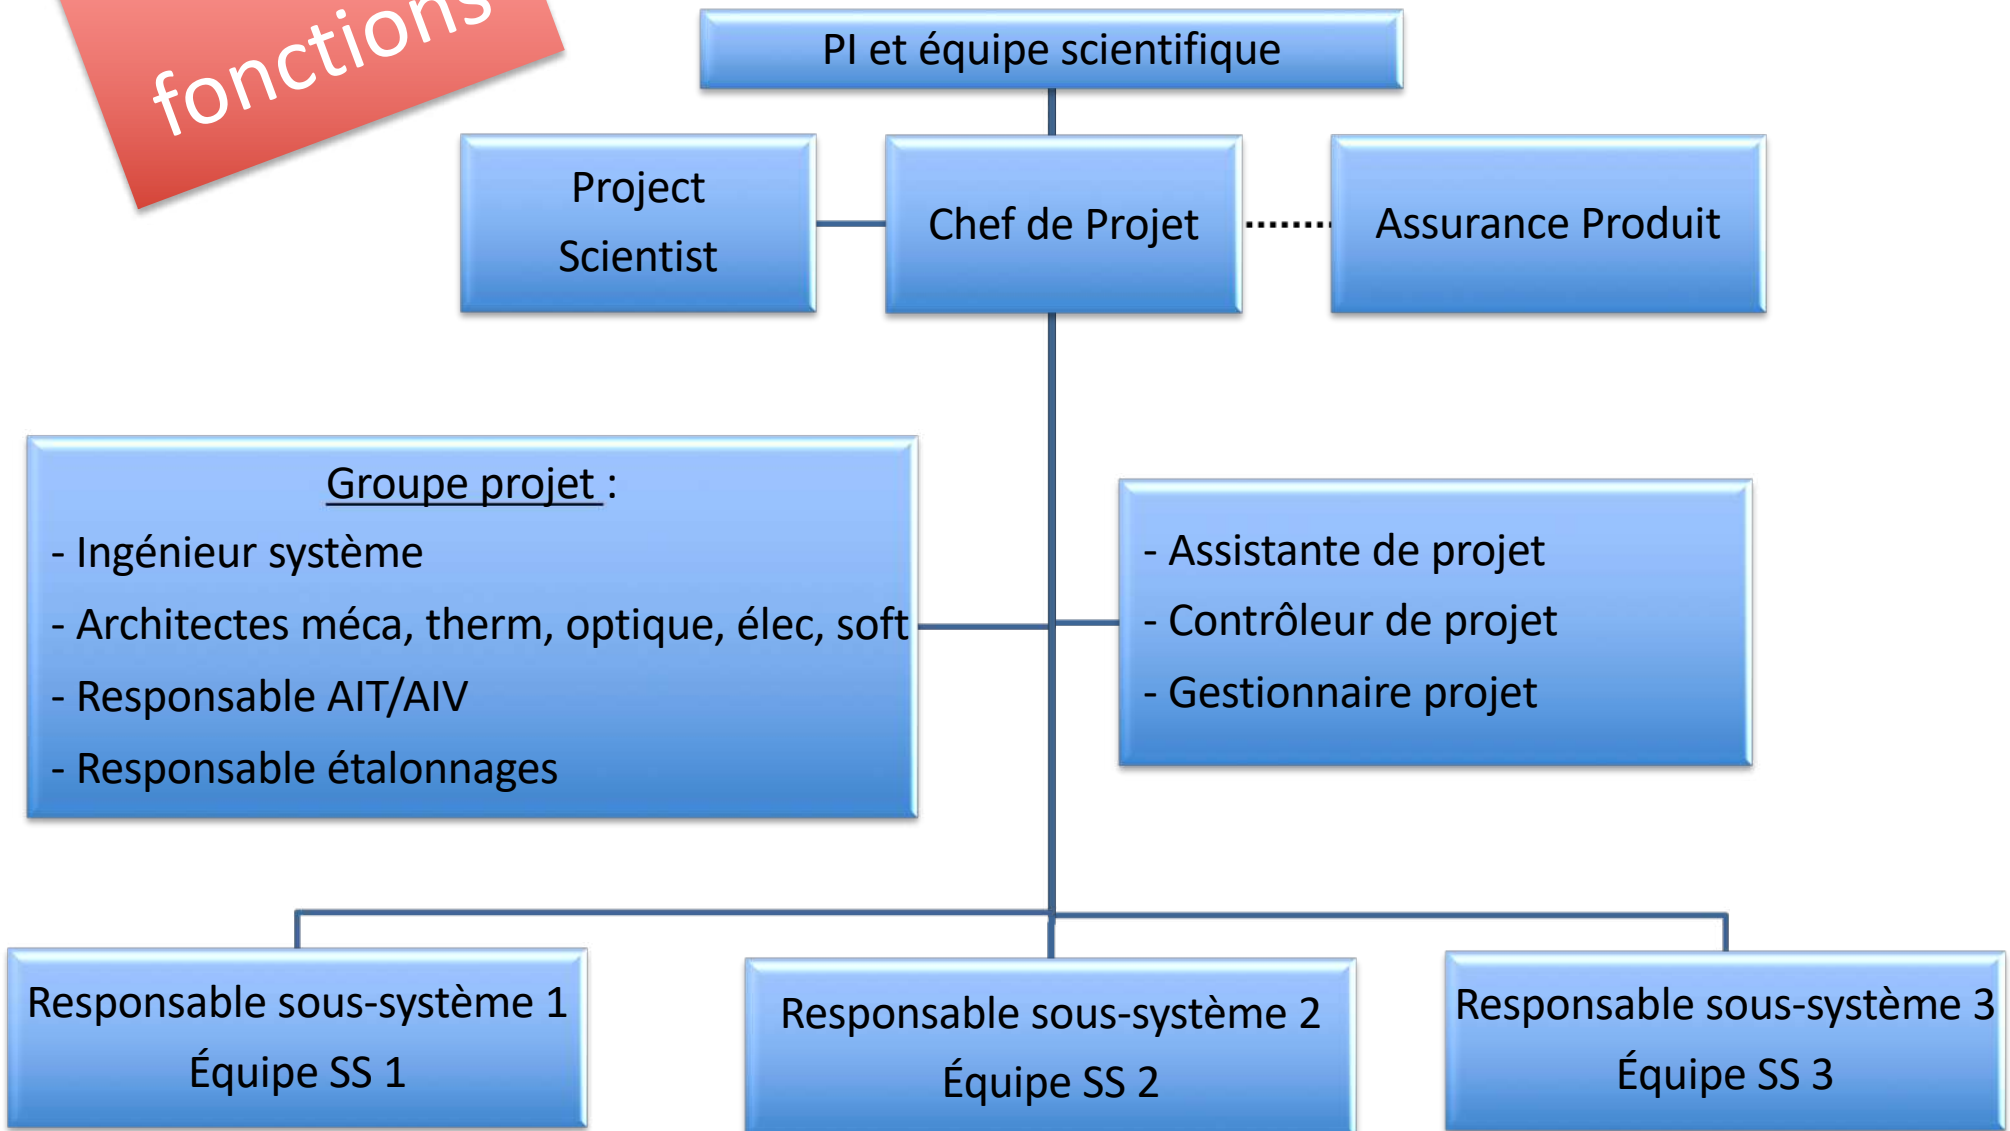 fonctions
PI et équipe scientifique
Project
Scientist
Chef de Projet
Assurance Produit
Groupe projet :
- Ingénieur système
- Architectes méca, therm, optique, élec, soft
- Responsable AIT/AIV
- Responsable étalonnages
- Assistante de projet
- Contrôleur de projet
- Gestionnaire projet
Responsable sous-système 1
Équipe SS 1
Responsable sous-système 2
Équipe SS 2
Responsable sous-système 3
Équipe SS 3